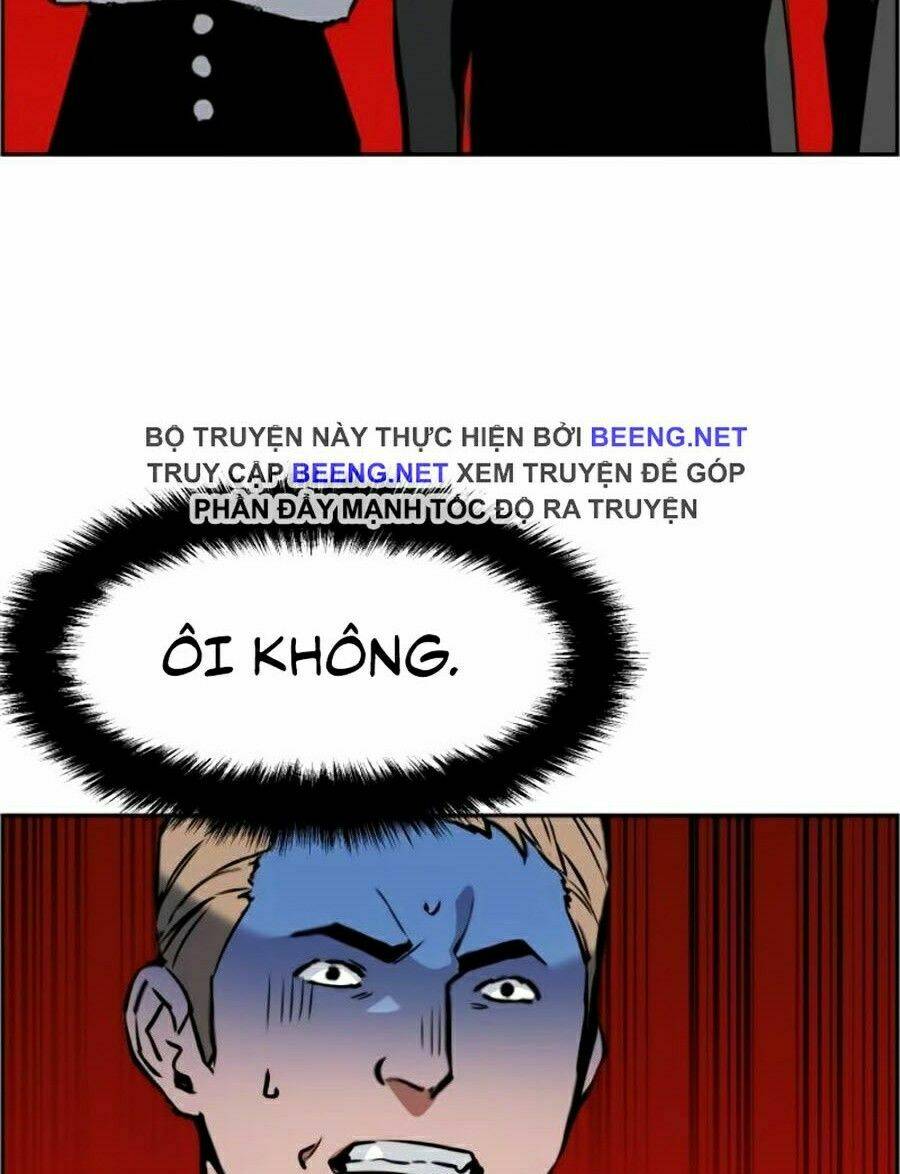 BỘ TRUYỆN NÀY THỰC HIỆN BỞI BEENG.NET
TRUY CẬP BEENG.NET XEM TRUYỆN ĐỂ GÓP
PHẦN ĐẨY MẠNH TỐC ĐỘ RA TRUYỆN
ÔI KHÔNG.